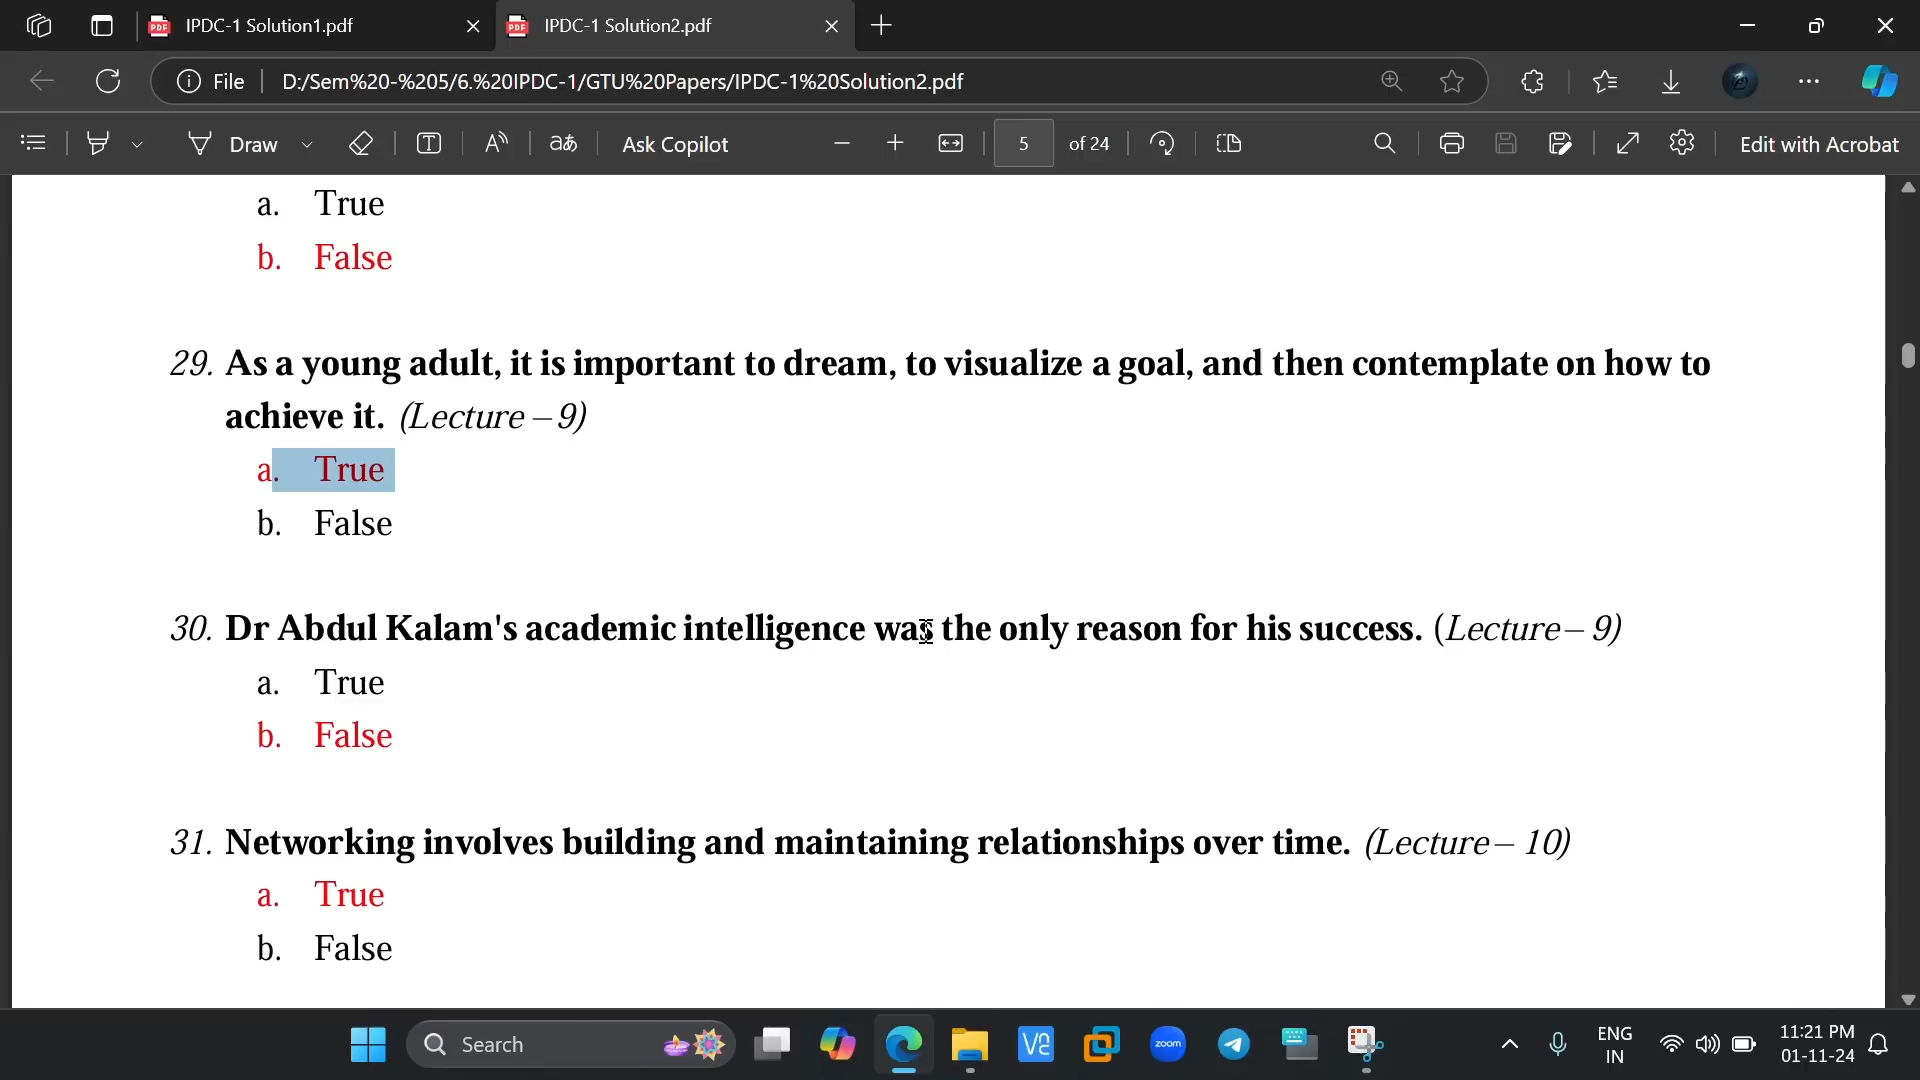 IPDC-1 Solution1.pdf
IPDC-1 Solution2.pdf
File
D:/Sem%20-%205/6.%20IPDC-1/GTU%20Papers/IPDC-1%20Solution2.pdf
Draw
Ask Copilot
5
of 24
Edit with Acrobat
a. True
b. False
29. As a young adult, it is important to dream, to visualize a goal, and then contemplate on how to
achieve it. (Lecture – 9)
a. True
b. False
30. Dr Abdul Kalam's academic intelligence was the only reason for his success. (Lecture – 9)
a. True
b. False
31. Networking involves building and maintaining relationships over time. (Lecture – 10)
a. True
b. False
Search
zoom
ENG
IN
11:21 PM
01-11-24